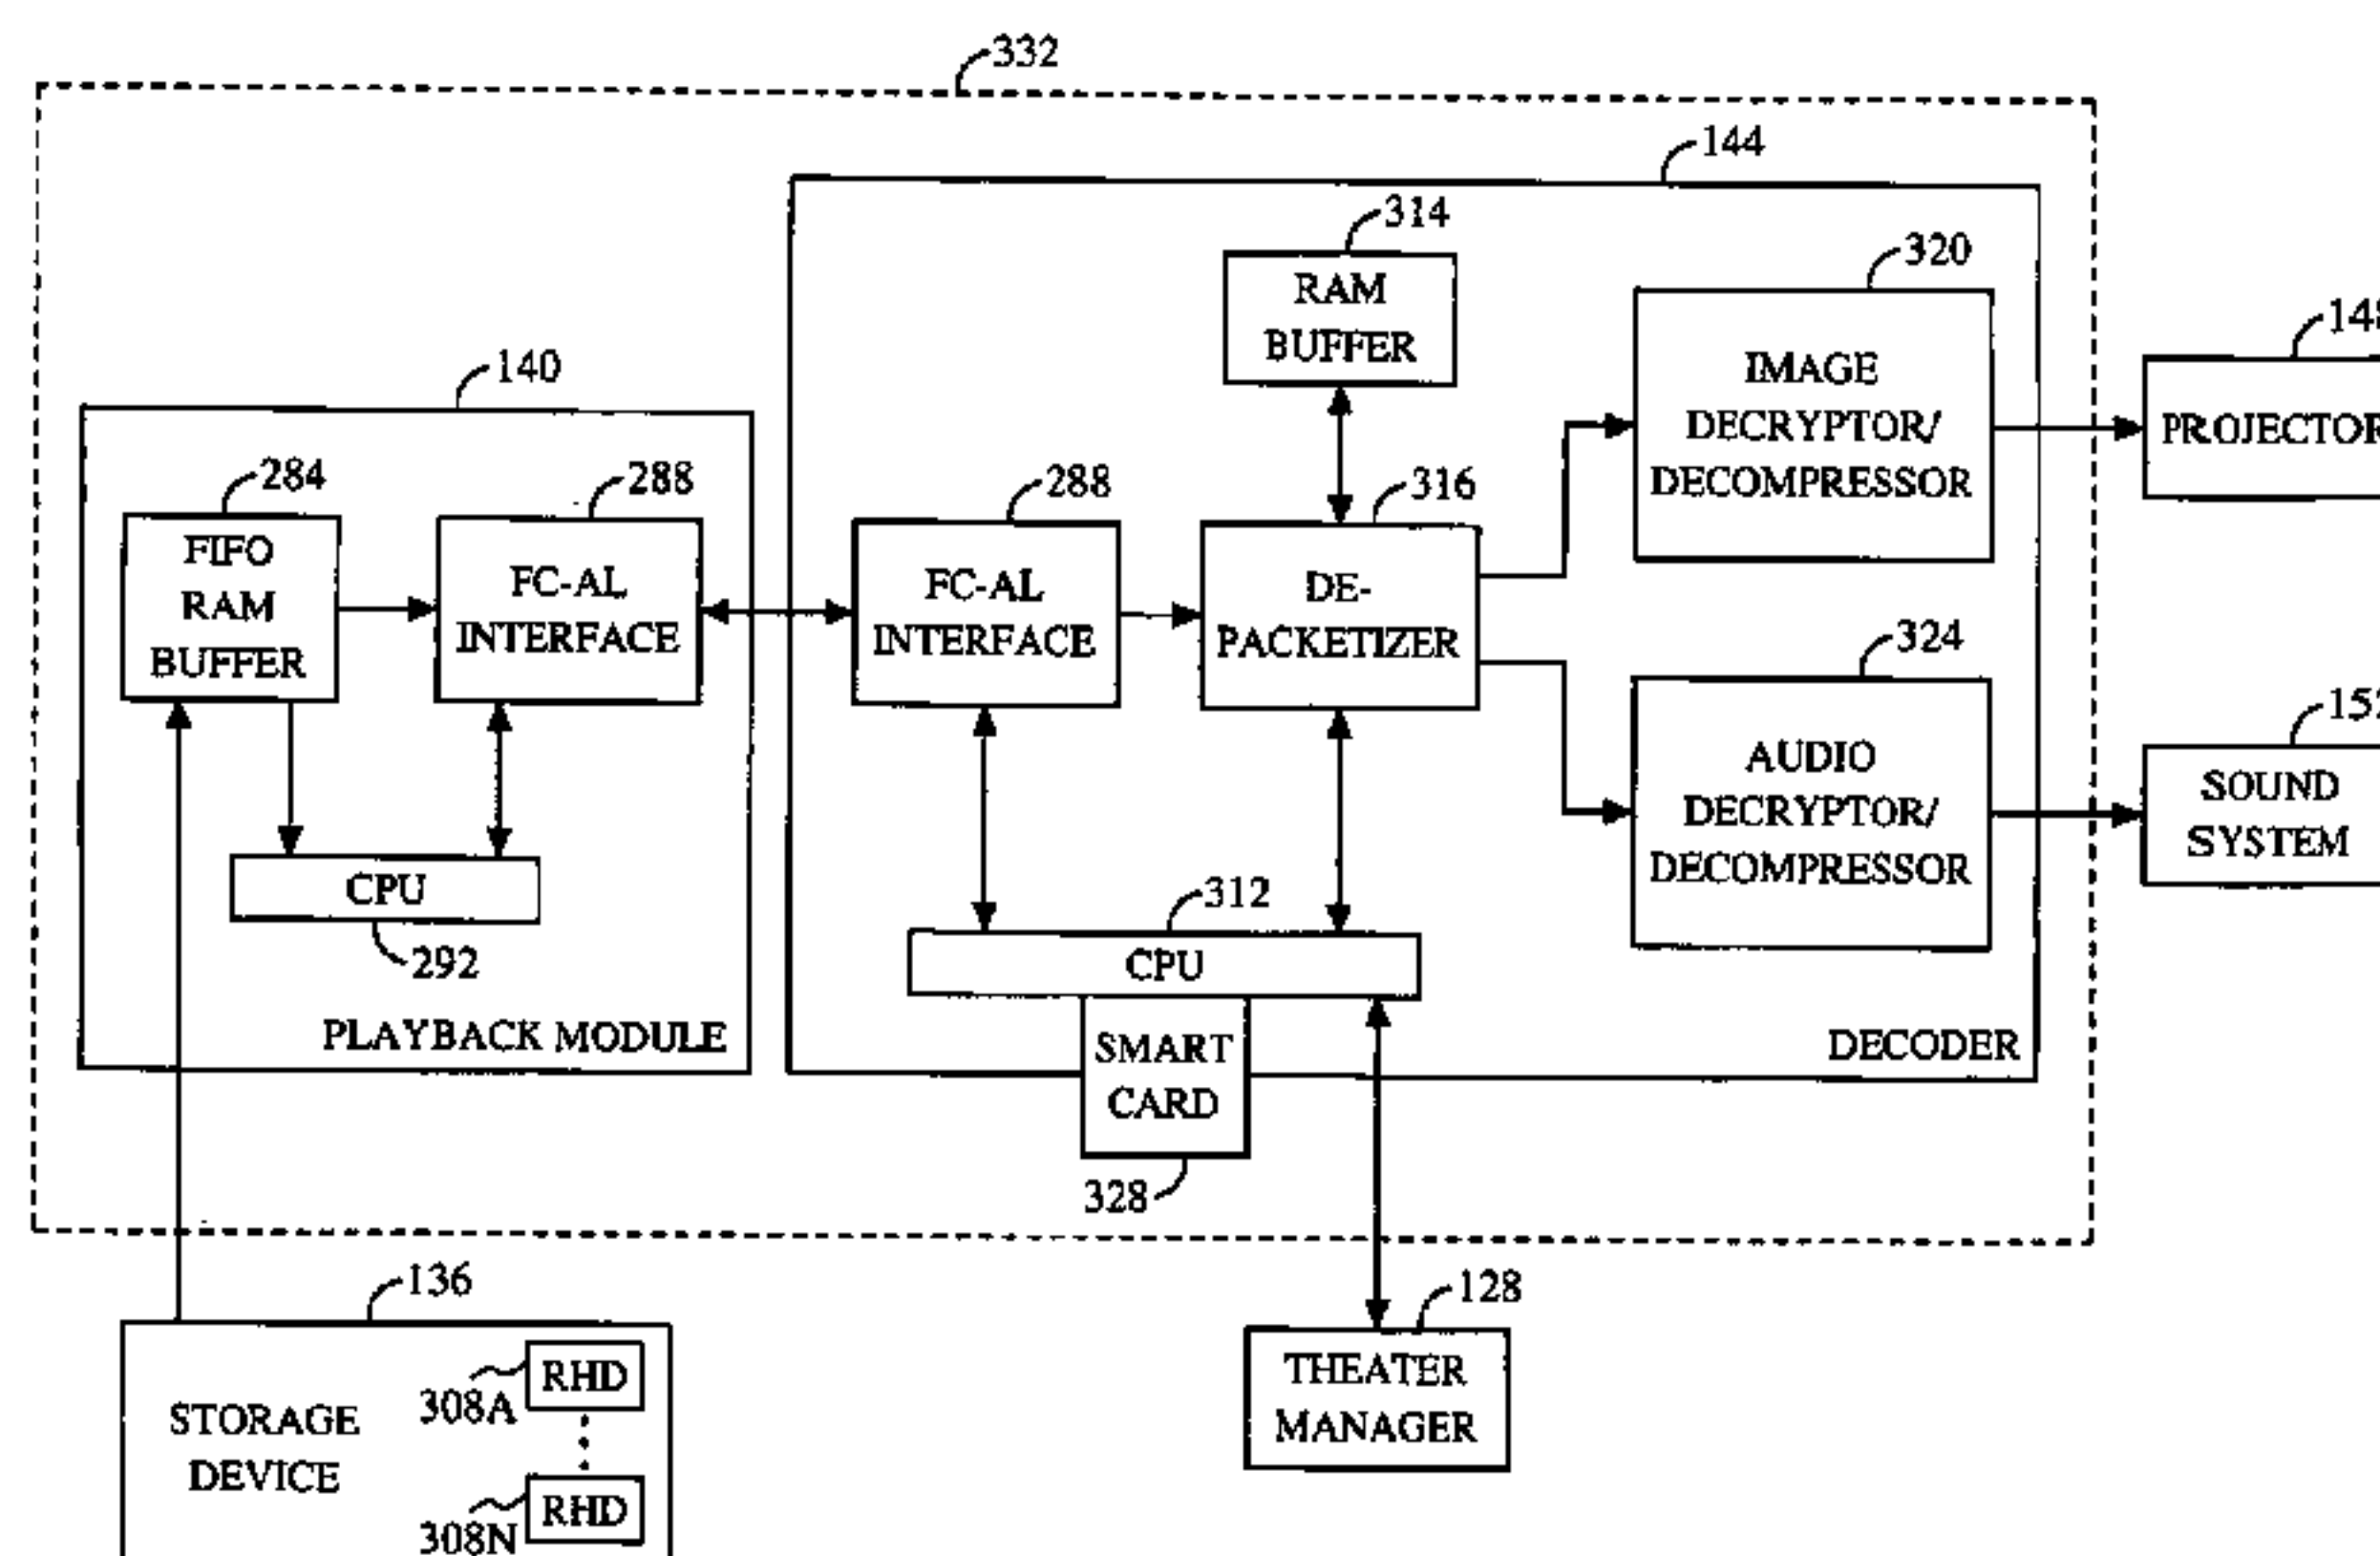 332
144
314
320
RAM
BUFFER
IMAGE
DECRYPTOR/
DECOMPRESSOR
PROJECTOR
140
284
288
288
316
FIFO
RAM
BUFFER
FC-AL
INTERFACE
FC-AL
INTERFACE
DE-
PACKETIZER
324
AUDIO
DECRYPTOR/
DECOMPRESSOR
SOUND
SYSTEM
CPU
292
312
CPU
PLAYBACK MODULE
SMART
CARD
DECODER
328
136
128
STORAGE
DEVICE
RHD
308A
RHD
308N
THEATER
MANAGER